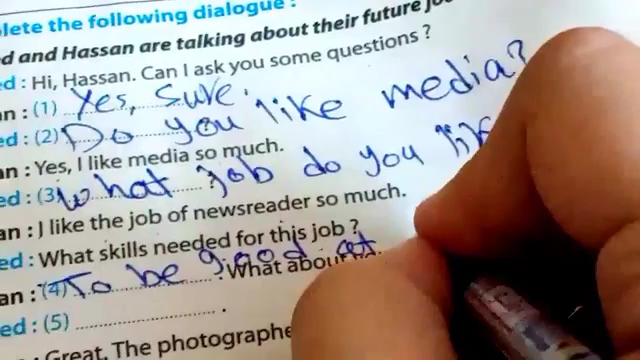 lete the following dialogue :
d and Hassan are talking about their future jo
ed : Hi, Hassan. Can I ask you some questions ?
an : (1) Yes, sure.
ed : (2) Do you like media?
an : Yes, I like media so much.
ed : (3) What job do you lik
an : I like the job of newsreader so much.
ed : What skills needed for this job ?
an : (4) To be good at . What about
ed : (5) .
: Great. The photographe